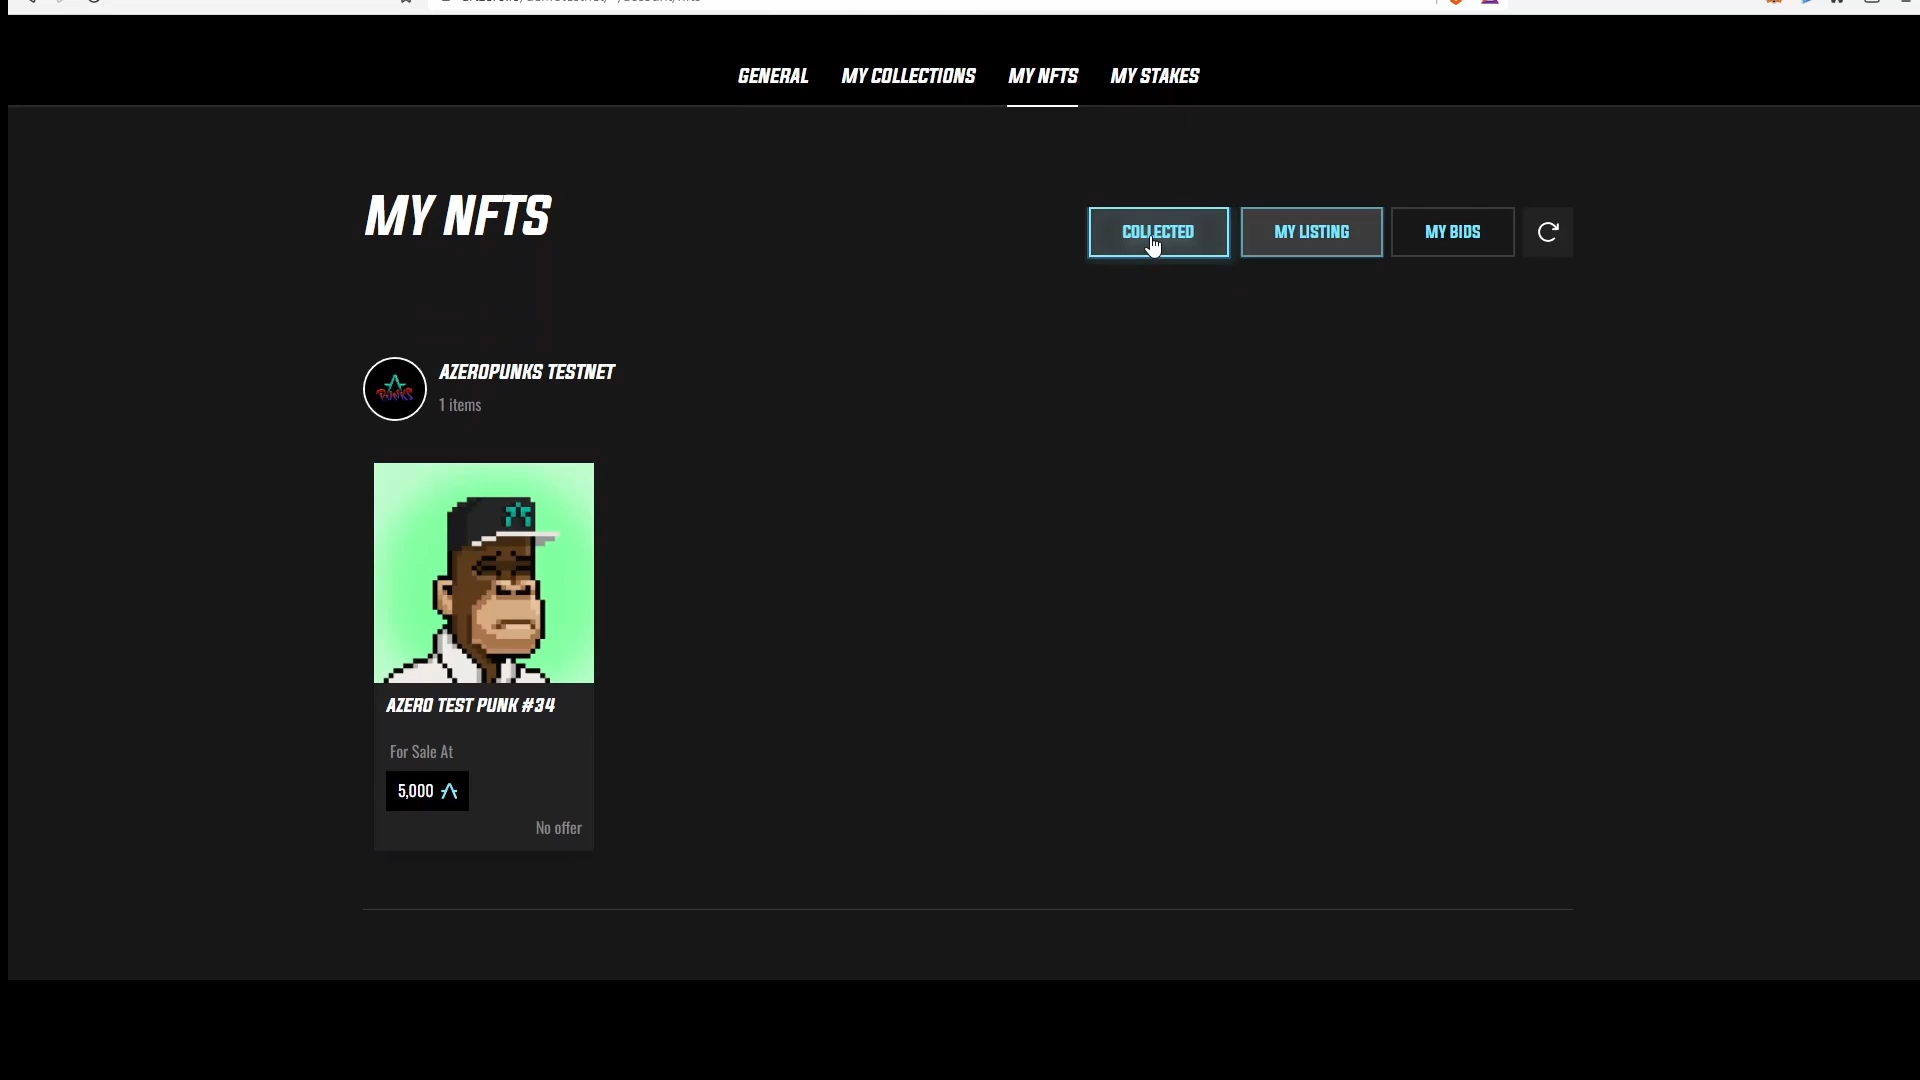 GENERAL MY COLLECTIONS MY NFTS MY STAKES
MY NFTS
COLLECTED MY LISTING MY BIDS
AZEROPUNKS TESTNET
1 items
AZERO TEST PUNK #34
For Sale At
5,000
No offer